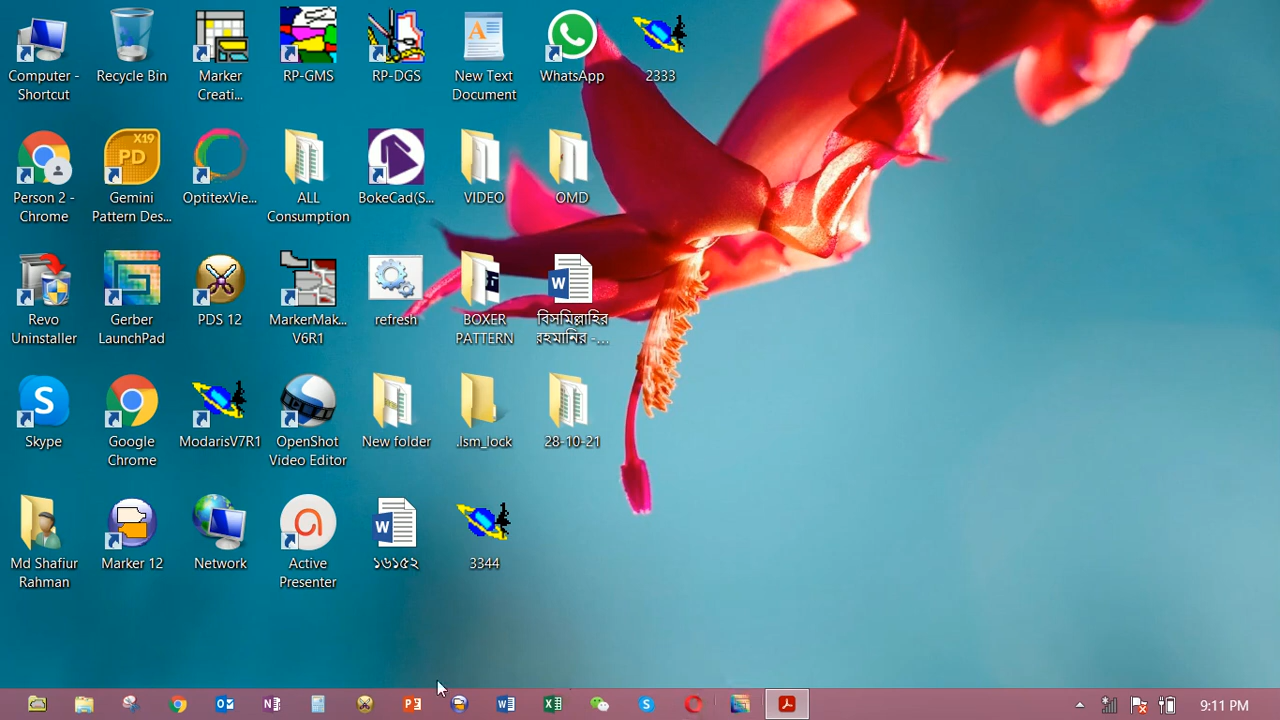 Computer -
Shortcut
Recycle Bin
Marker
Creati...
RP-GMS
RP-DGS
New Text
Document
WhatsApp
2333
Person 2 -
Chrome
X19
PD
Gemini
Pattern Des...
OptitexVie...
ALL
Consumption
BokeCad(S...
VIDEO
OMD
Revo
Uninstaller
Gerber
LaunchPad
PDS 12
MarkerMak...
V6R1
refresh
BOXER
PATTERN
বিসমিল্লাহির
রহমানির -...
Skype
Google
Chrome
ModarisV7R1
OpenShot
Video Editor
New folder
.lsm_lock
28-10-21
Md Shafiur
Rahman
Marker 12
Network
Active
Presenter
১৬১৫২
3344
9:11 PM